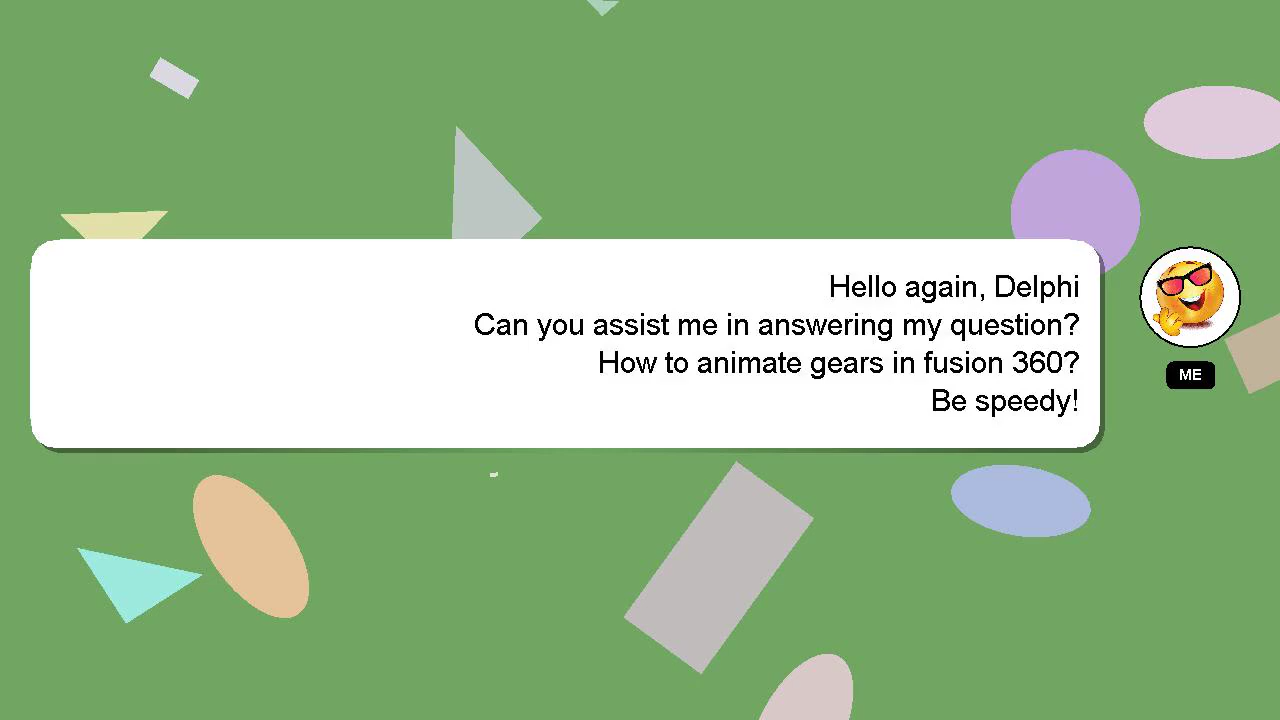 Hello again, Delphi
Can you assist me in answering my question?
How to animate gears in fusion 360?
Be speedy!
ME